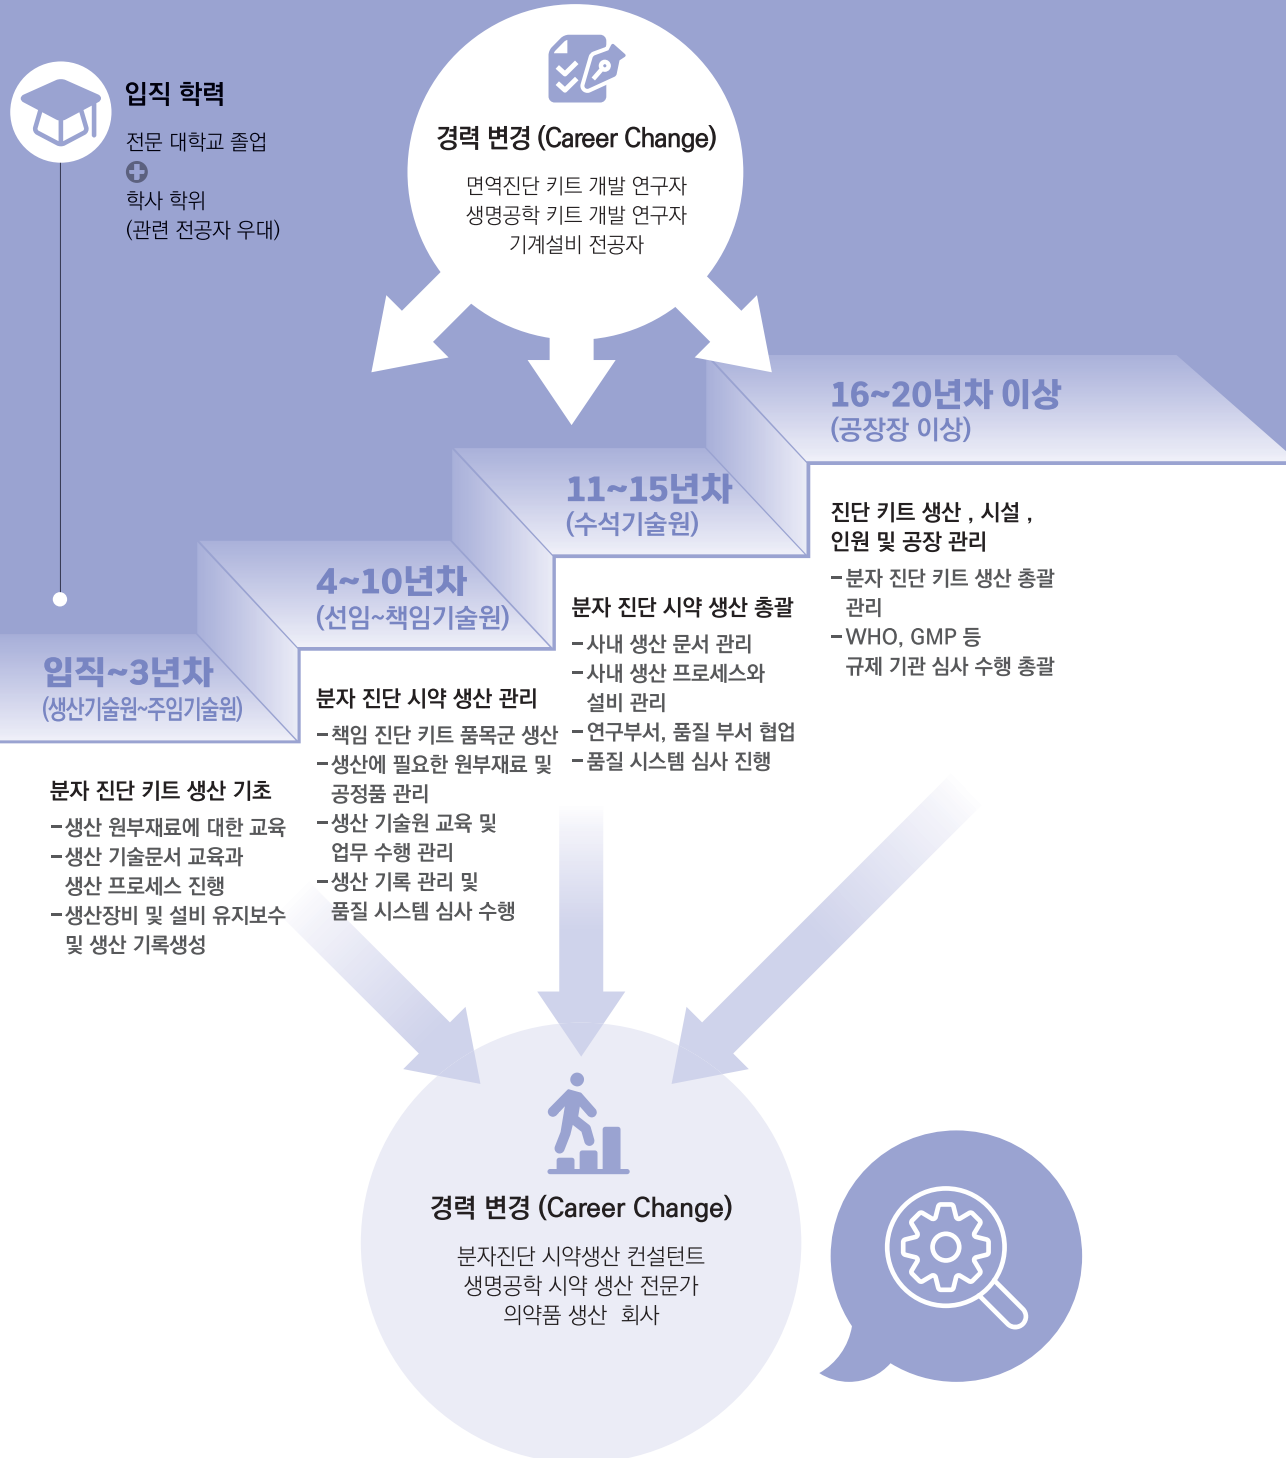 입직 학력
전문 대학교 졸업
학사 학위
(관련 전공자 우대)
경력 변경 (Career Change)
면역진단 키트 개발 연구자
생명공학 키트 개발 연구자
기계설비 전공자
입직~3년차
(생산기술원~주임기술원)
분자 진단 키트 생산 기초
–생산 원부재료에 대한 교육
–생산 기술문서 교육과
생산 프로세스 진행
–생산장비 및 설비 유지보수
및 생산 기록생성
4~10년차
(선임~책임기술원)
분자 진단 시약 생산 관리
–책임 진단 키트 품목군 생산
–생산에 필요한 원부재료 및
공정품 관리
–생산 기술원 교육 및
업무 수행 관리
–생산 기록 관리 및
품질 시스템 심사 수행
11~15년차
(수석기술원)
분자 진단 시약 생산 총괄
–사내 생산 문서 관리
–사내 생산 프로세스와
설비 관리
–연구부서, 품질 부서 협업
–품질 시스템 심사 진행
16~20년차 이상
(공장장 이상)
진단 키트 생산 , 시설 ,
인원 및 공장 관리
–분자 진단 키트 생산 총괄
관리
–WHO, GMP 등
규제 기관 심사 수행 총괄
경력 변경 (Career Change)
분자진단 시약생산 컨설턴트
생명공학 시약 생산 전문가
의약품 생산 회사